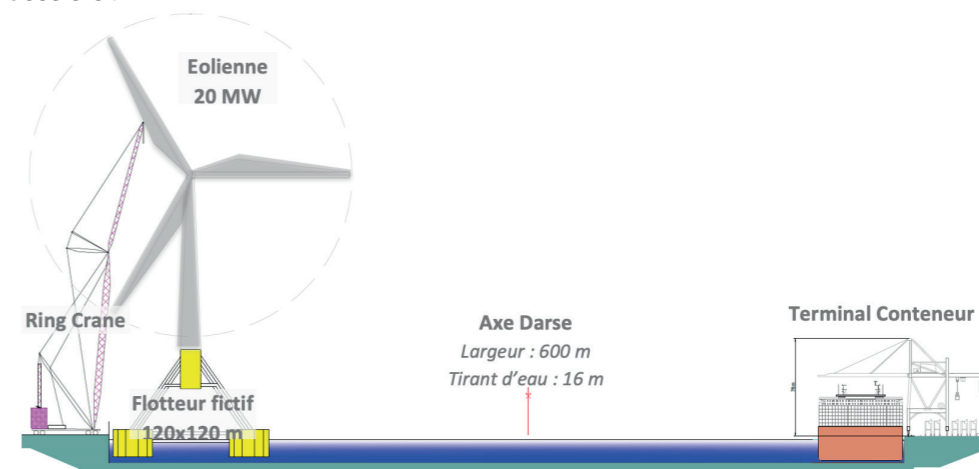 Eolienne
20 MW
Ring Crane
Flotteur fictif
120x120 m
Axe Darse
Largeur : 600 m
Tirant d'eau : 16 m
Terminal Conteneur